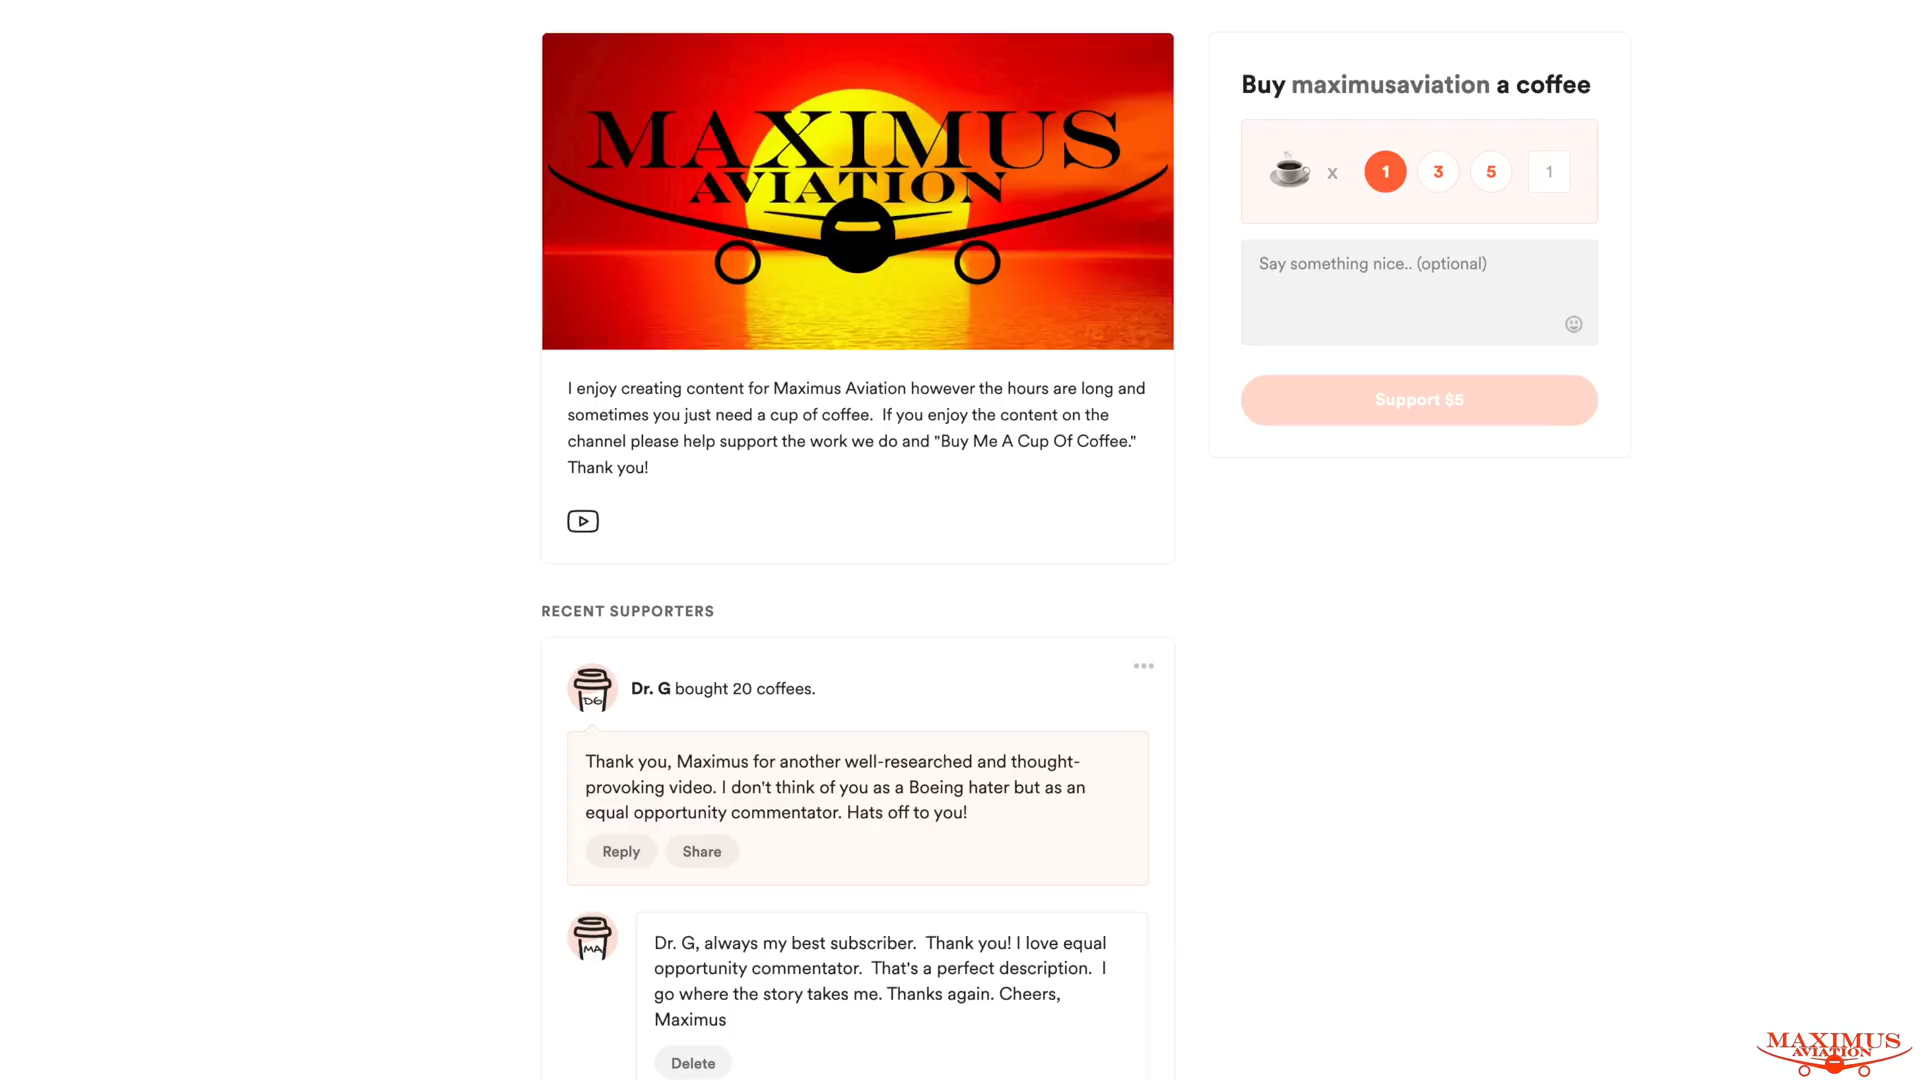 MAXIMUS
AVIATION
I enjoy creating content for Maximus Aviation however the hours are long and
sometimes you just need a cup of coffee.  If you enjoy the content on the
channel please help support the work we do and "Buy Me A Cup Of Coffee."
Thank you!
Buy maximusaviation a coffee
x 1 3 5 1
Say something nice.. (optional)
Support $5
RECENT SUPPORTERS
DG
Dr. G bought 20 coffees.
Thank you, Maximus for another well-researched and thought-
provoking video. I don't think of you as a Boeing hater but as an
equal opportunity commentator. Hats off to you!
Reply Share
MA
Dr. G, always my best subscriber.  Thank you! I love equal
opportunity commentator.  That's a perfect description.  I
go where the story takes me. Thanks again. Cheers,
Maximus
Delete
MAXIMUS
AVIATION